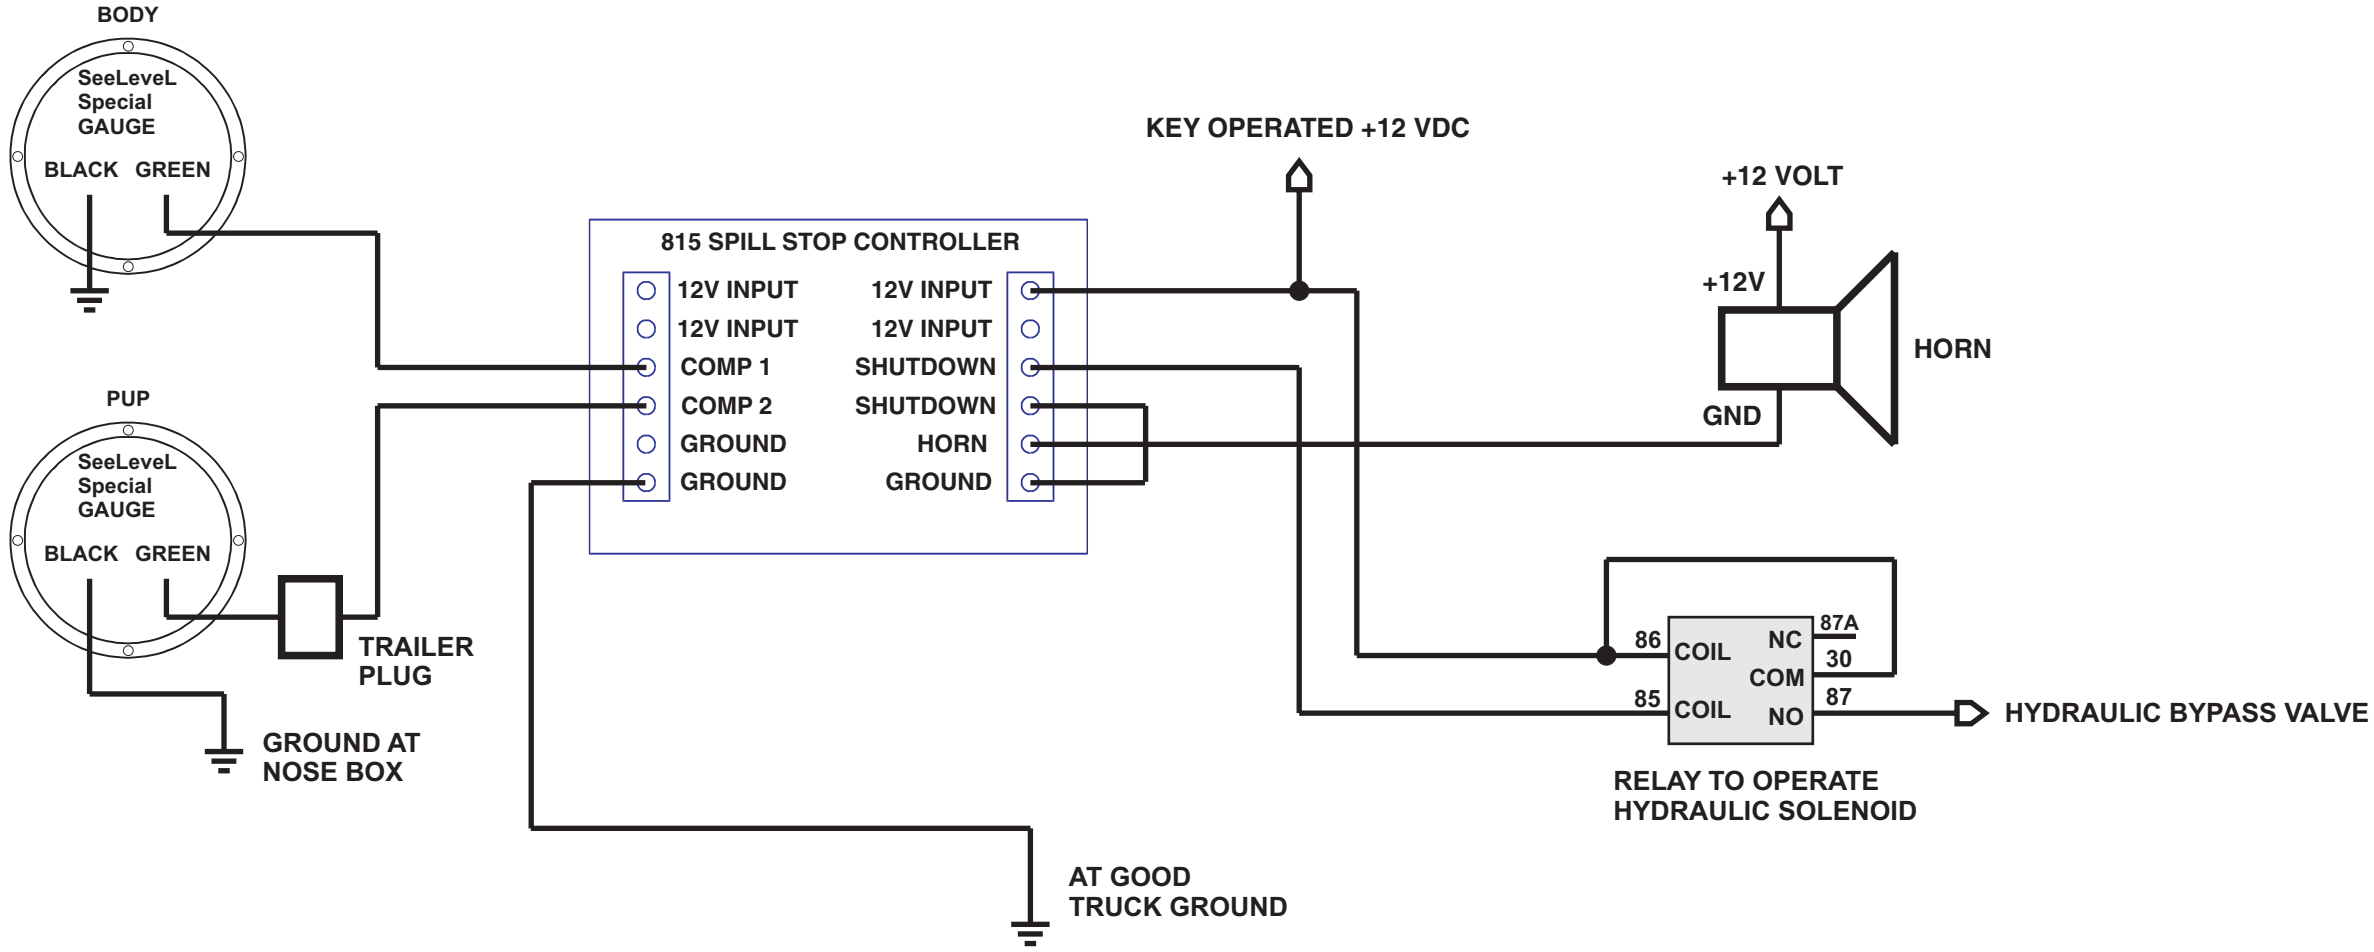 BODY
SeeLeveL
Special
GAUGE
BLACK GREEN
PUP
SeeLeveL
Special
GAUGE
BLACK GREEN
TRAILER
PLUG
GROUND AT
NOSE BOX
815 SPILL STOP CONTROLLER
12V INPUT
12V INPUT
COMP 1
COMP 2
GROUND
GROUND
12V INPUT
12V INPUT
SHUTDOWN
SHUTDOWN
HORN
GROUND
AT GOOD
TRUCK GROUND
KEY OPERATED +12 VDC
+12 VOLT
+12V
HORN
GND
86
COIL
85
COIL
NC
87A
COM
30
NO
87
HYDRAULIC BYPASS VALVE
RELAY TO OPERATE
HYDRAULIC SOLENOID